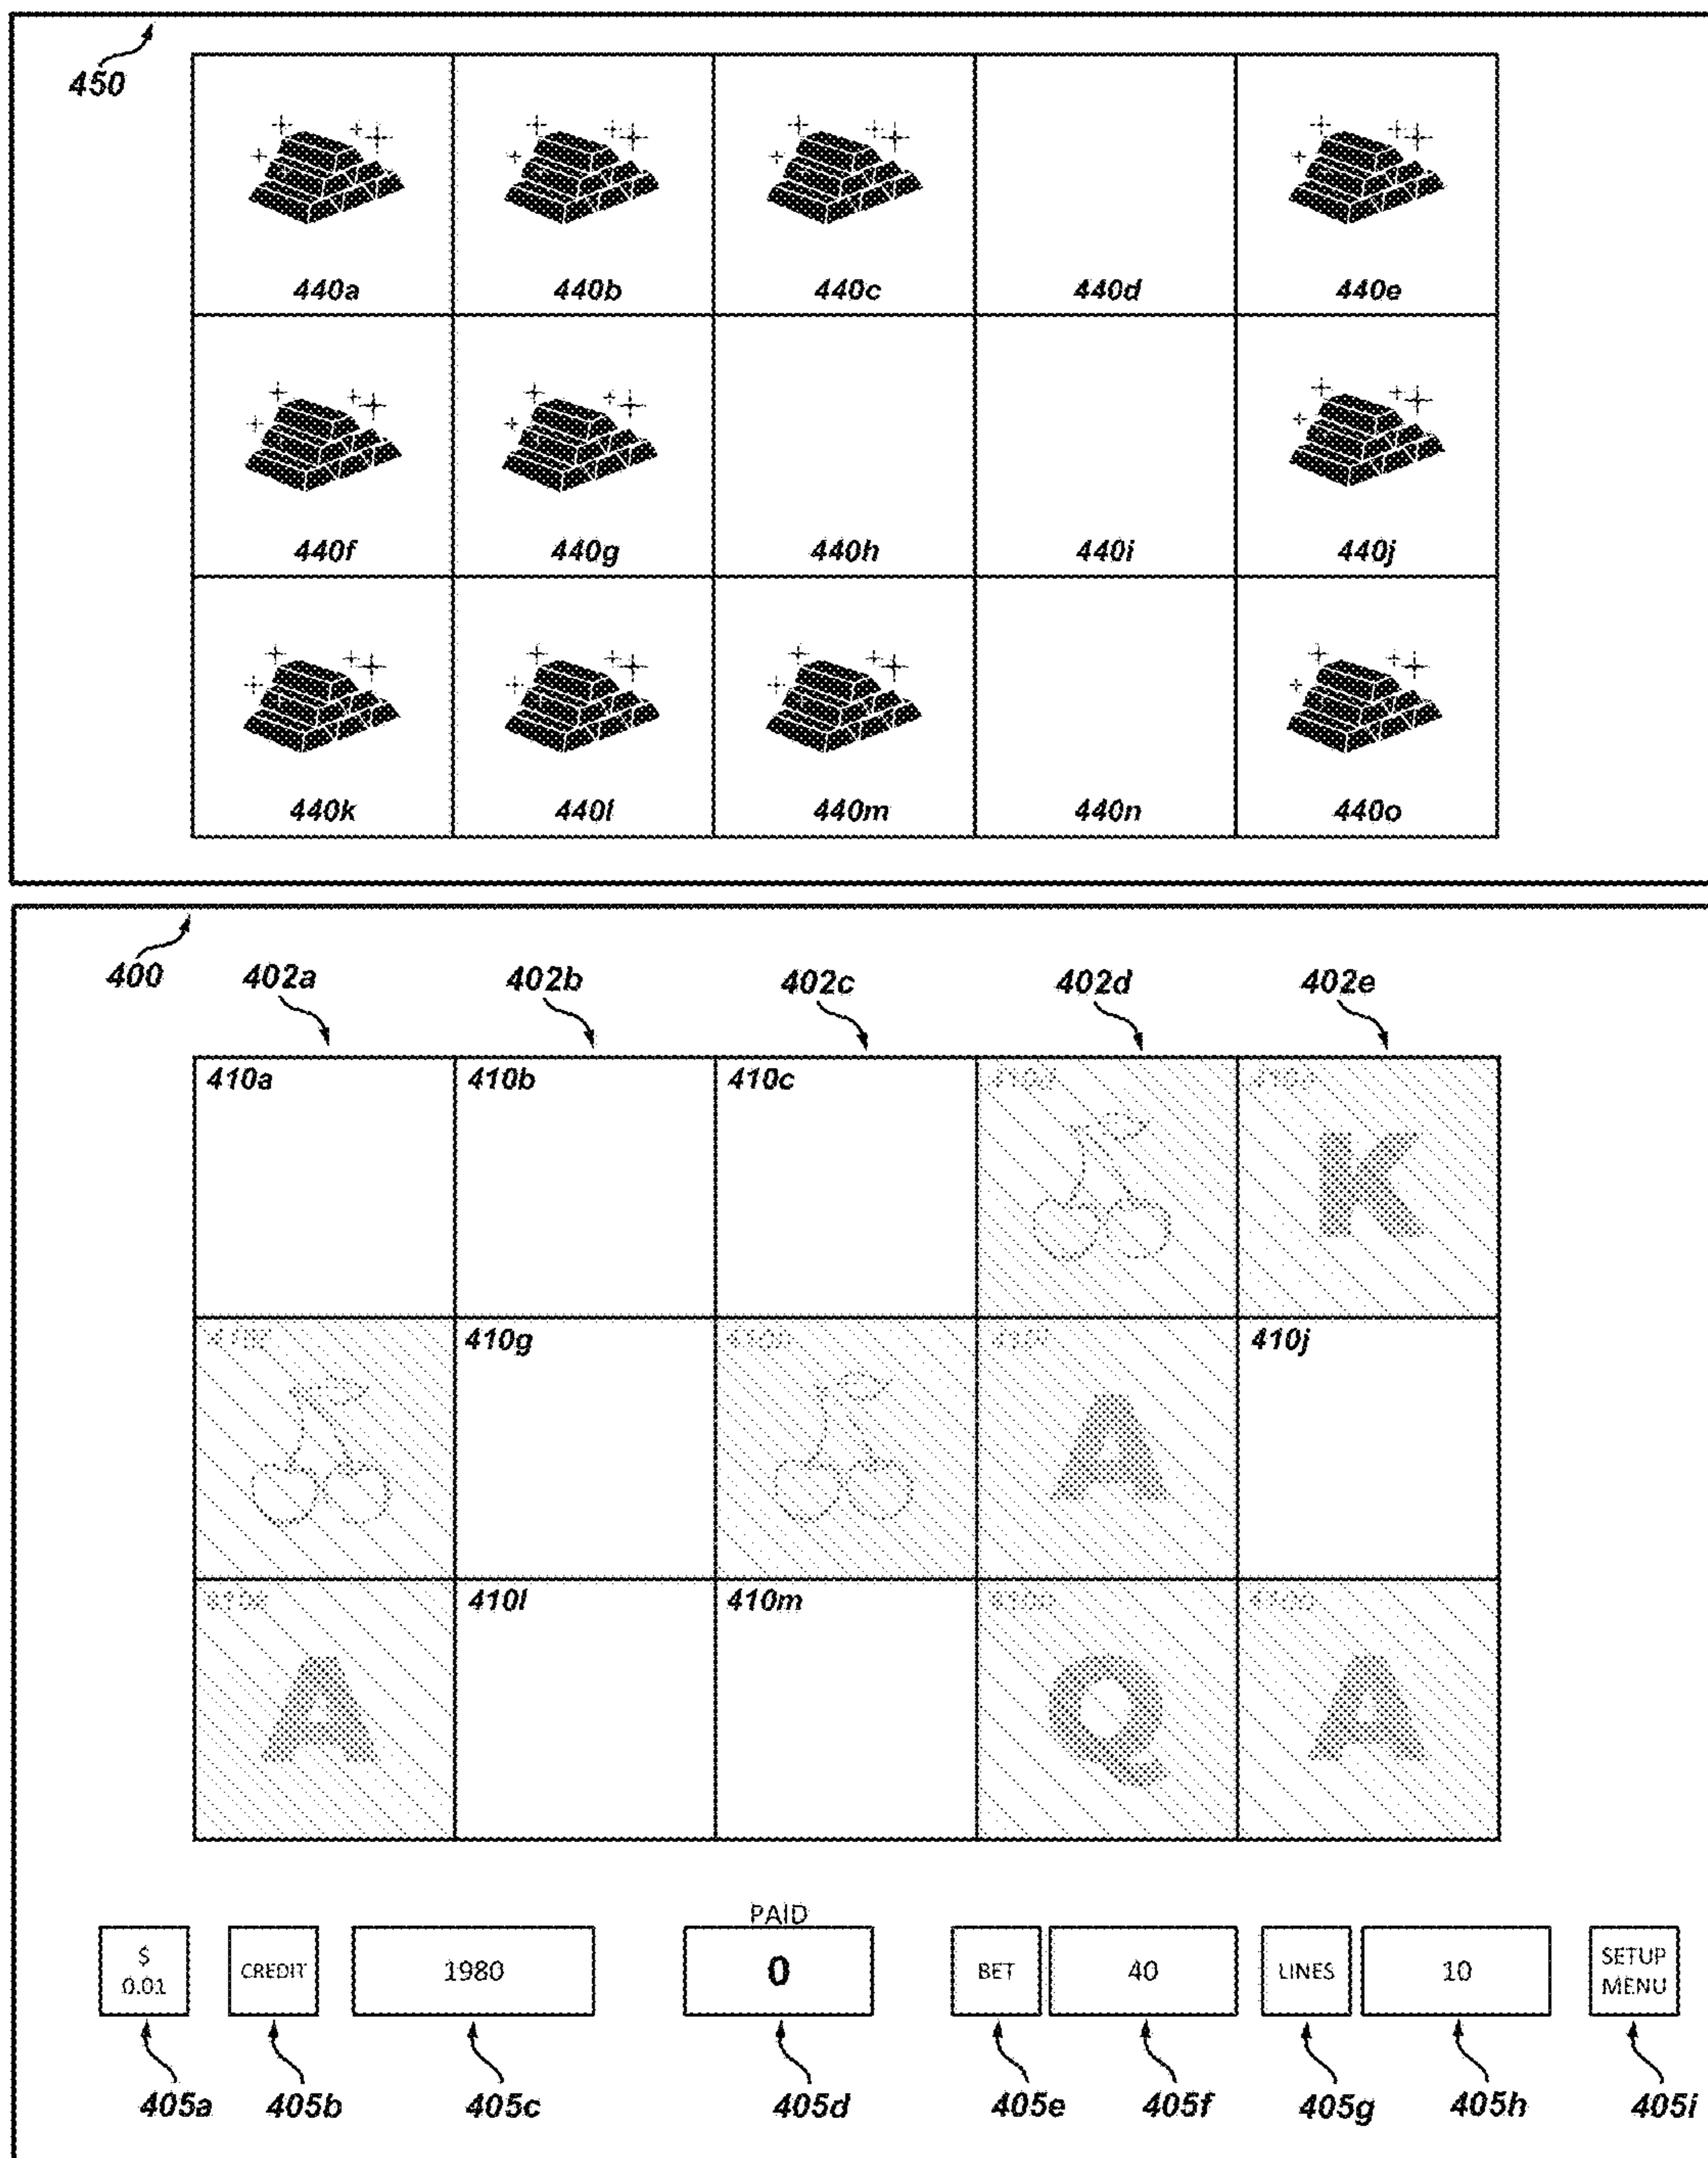 450
440a 440b 440c 440d 440e
440f 440g 440h 440i 440j
440k 440l 440m 440n 440o
400 402a 402b 402c 402d 402e
410a 410b 410c
K
410g 410j
A
410l 410m
A Q A
PAID
$ 0.01 CREDIT 1980 0 BET 40 LINES 10 SETUP MENU
405a 405b 405c 405d 405e 405f 405g 405h 405i